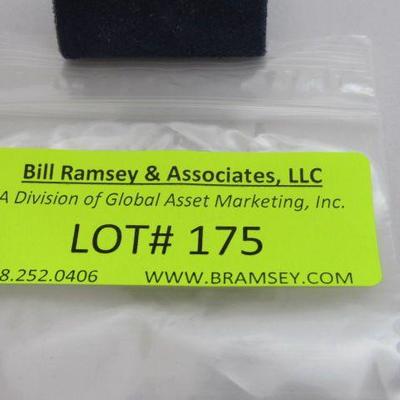 Bill Ramsey & Associates, LLC
A Division of Global Asset Marketing, Inc.
LOT# 175
8.252.0406 WWW.BRAMSEY.COM